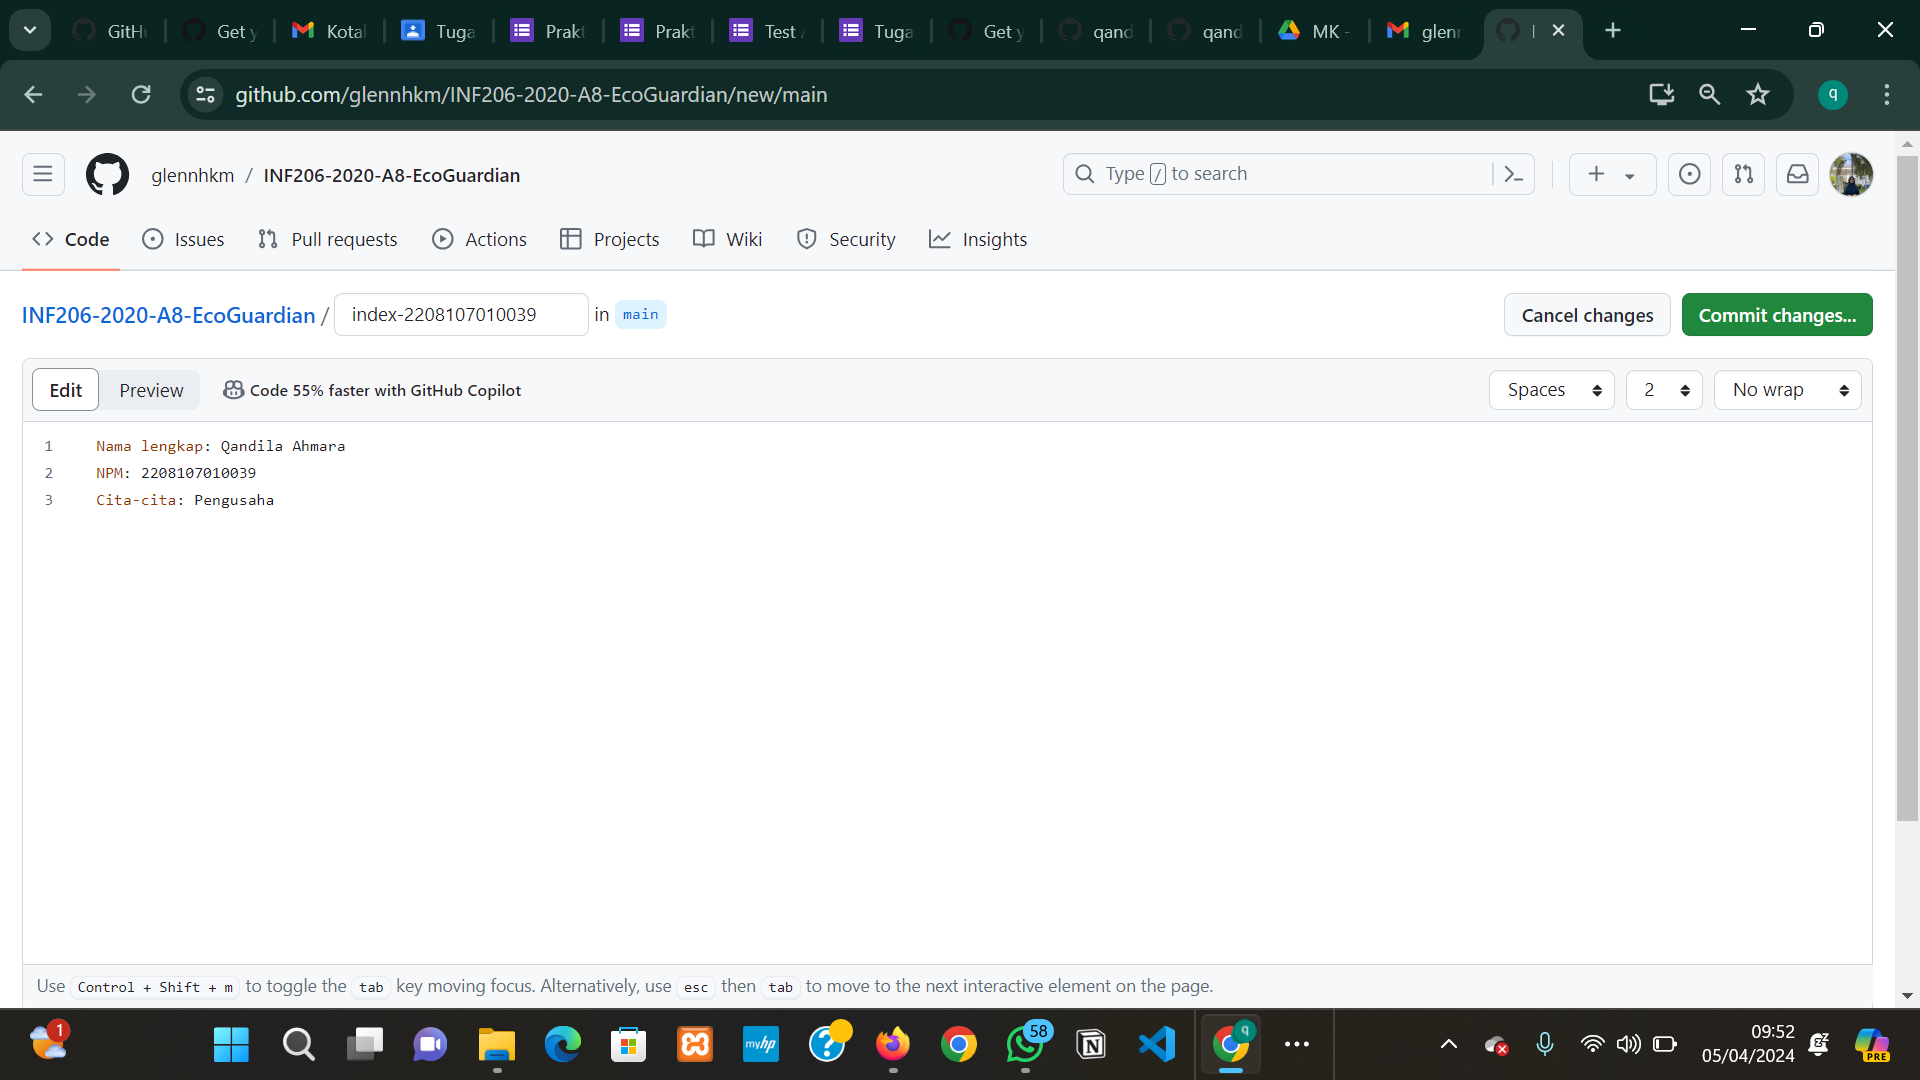 GitHu
Get y
Kotal
Tuga
Prakt
Prakt
Test A
Tuga
Get y
qand
qand
MK -
glenn
q
github.com/glennhkm/INF206-2020-A8-EcoGuardian/new/main
glennhkm / INF206-2020-A8-EcoGuardian
Type / to search
Code
Issues
Pull requests
Actions
Projects
Wiki
Security
Insights
INF206-2020-A8-EcoGuardian / index-2208107010039 in main
Cancel changes
Commit changes...
Edit
Preview
Code 55% faster with GitHub Copilot
Spaces
2
No wrap
1 Nama lengkap: Qandila Ahmara
2 NPM: 2208107010039
3 Cita-cita: Pengusaha
Use Control + Shift + m to toggle the tab key moving focus. Alternatively, use esc then tab to move to the next interactive element on the page.
1
myhp
58
q
09:52
05/04/2024
PRE